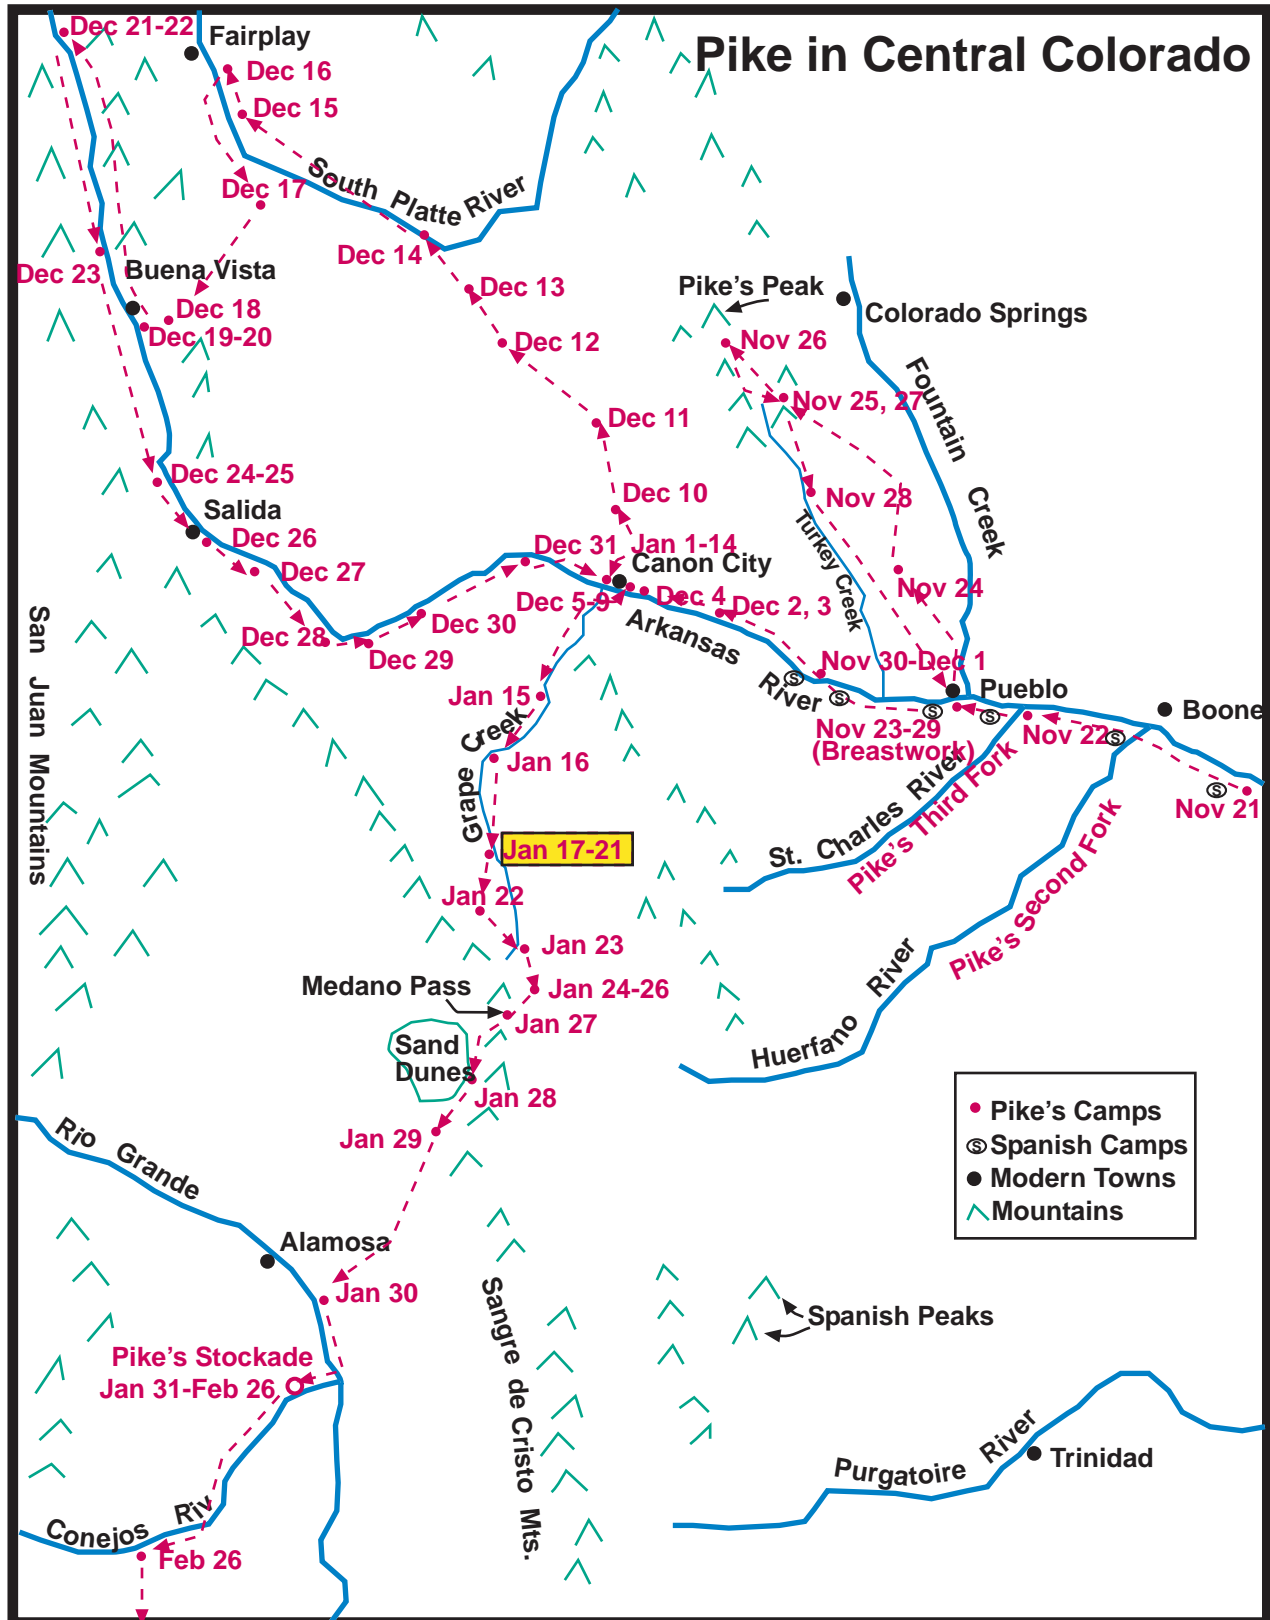 Pike in Central Colorado
Dec 21-22
Fairplay
Dec 16
Dec 15
South Platte River
Dec 17
Dec 14
Dec 23
Buena Vista
Dec 13
Pike's Peak
Colorado Springs
Dec 18
Dec 19-20
Dec 12
Nov 26
Fountain Creek
Nov 25, 27
Dec 11
Dec 24-25
Dec 10
Nov 28
Salida
Turkey Creek
Dec 26
Dec 31
Jan 1-14
Canon City
Dec 27
Dec 5-9
Dec 4
Dec 2, 3
Nov 24
Dec 28
Dec 30
Dec 29
Arkansas River
Nov 30-Dec 1
San Juan Mountains
Jan 15
Pueblo
Boone
S
S
S
S
S
S
Nov 23-29
(Breastwork)
Nov 22
Nov 21
Grape Creek
Jan 16
St. Charles River
Pike's Third Fork
Jan 17-21
Pike's Second Fork
Jan 22
Jan 23
Huerfano River
Medano Pass
Jan 24-26
Jan 27
Sand
Dunes
Jan 28
Jan 29
Pike's Camps
S Spanish Camps
Modern Towns
Mountains
Rio Grande
Alamosa
Jan 30
Sangre de Cristo Mts.
Spanish Peaks
Pike's Stockade
Jan 31-Feb 26
Purgatoire River
Trinidad
Conejos Riv
Feb 26